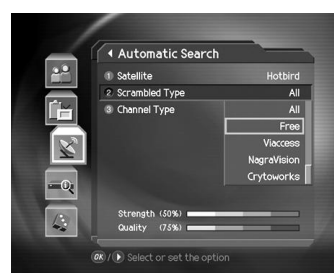 Automatic Search
1 Satellite Hotbird
2 Scrambled Type All
3 Channel Type All
Free
Viaccess
NagraVision
Crytoworks
Strength (50%)
Quality (75%)
OK / Select or set the option